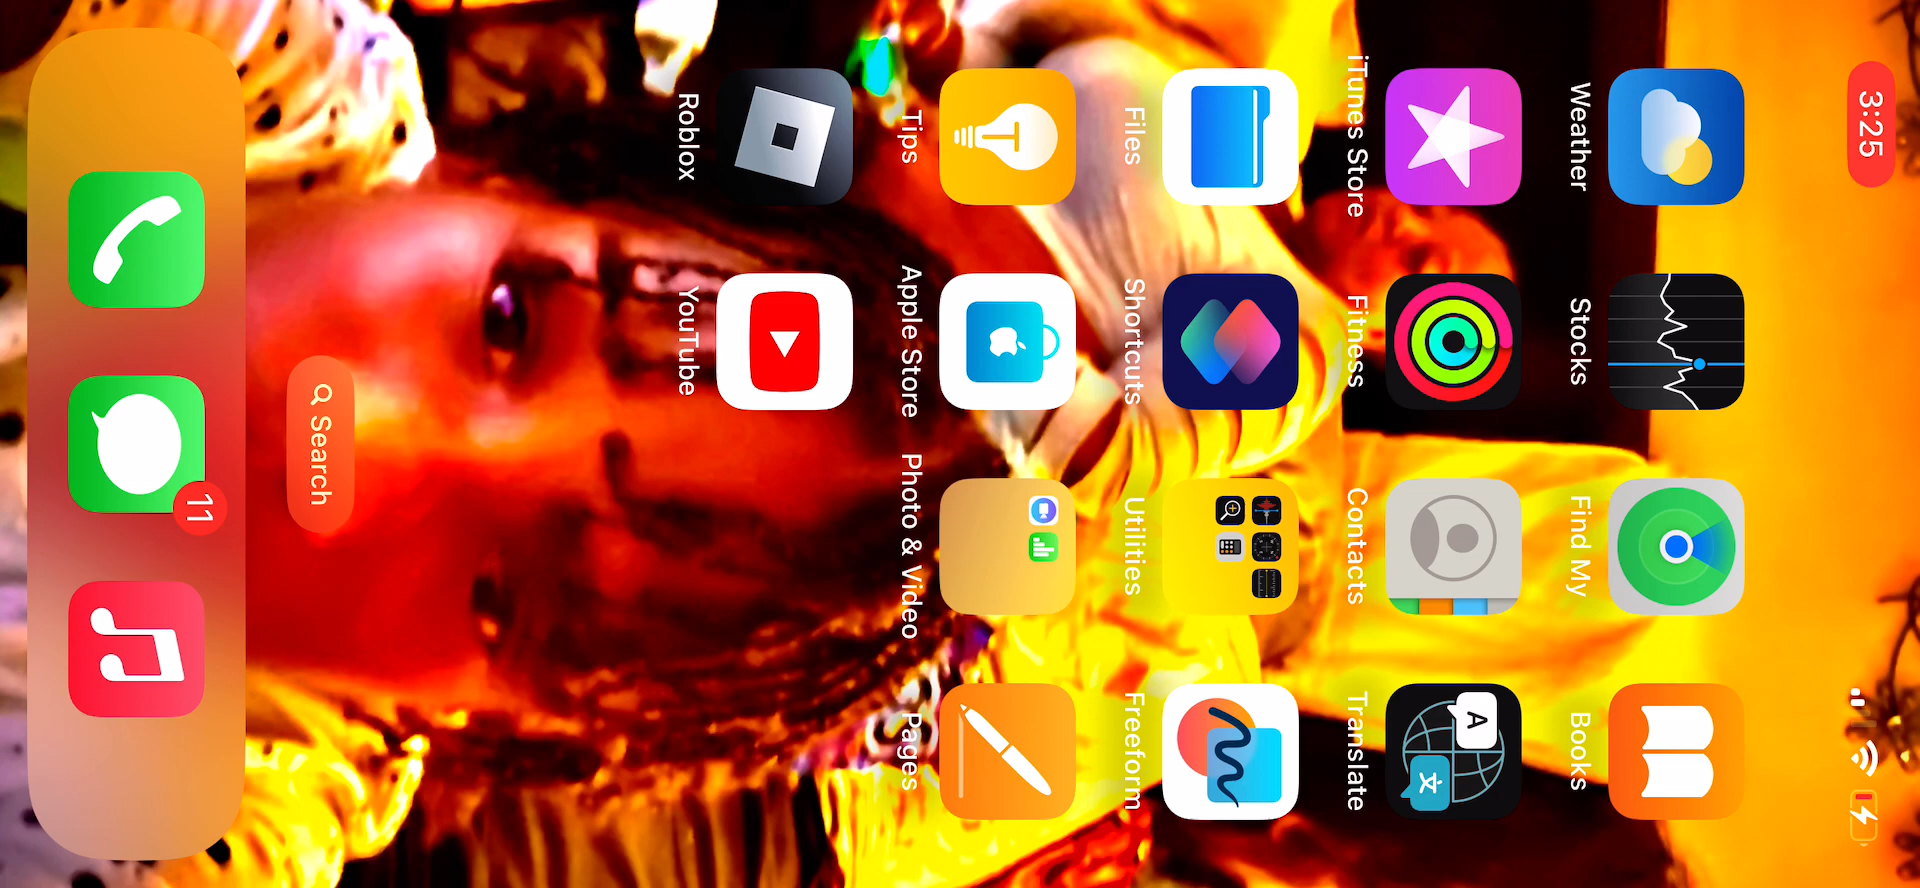 3:25
Weather Stocks Find My Books
A
文
iTunes Store Fitness Contacts Translate
Files Shortcuts Utilities Freeform
Tips Apple Store Photo & Video Pages
Roblox YouTube
Search
11